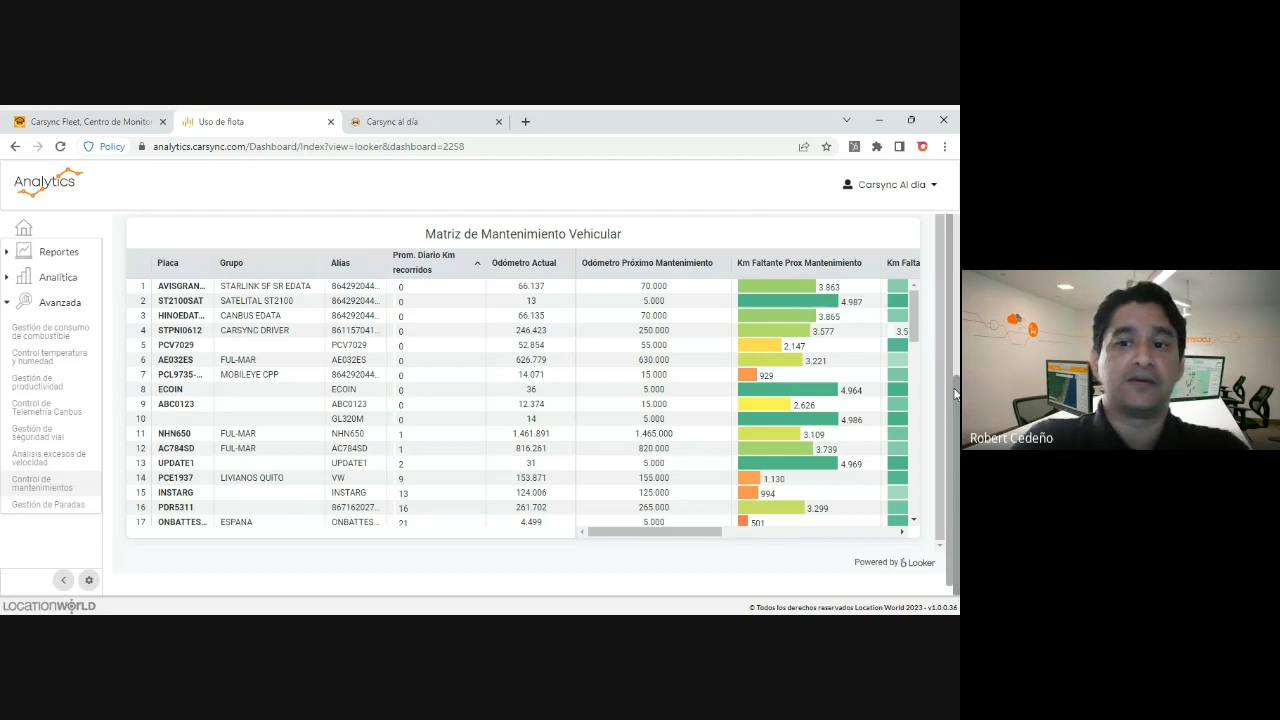 Carsync Fleet, Centro de Monitor
Uso de flota
Carsync al día
Policy
analytics.carsync.com/Dashboard/Index?view=looker&dashboard=2258
Analytics
Carsync Al día
Reportes
Analítica
Avanzada
Gestión de consumo
de combustible
Control temperatura
y humedad
Gestión de
productividad
Control de
Telemetría Canbus
Gestión de
seguridad vial
Análisis excesos de
velocidad
Control de
mantenimientos
Gestión de Paradas
Matriz de Mantenimiento Vehicular
Placa Grupo Alias Prom. Diario Km recorridos Odómetro Actual Odómetro Próximo Mantenimiento Km Faltante Prox Mantenimiento Km Falta
1 AVISGRAN... STARLINK SF SR EDATA 864292044... 0 66.137 70.000 3.863
2 ST2100SAT SATELITAL ST2100 864292044... 0 13 5.000 4.987
3 HINOEDAT... CANBUS EDATA 864292044... 0 66.135 70.000 3.865
4 STPNI0612 CARSYNC DRIVER 861157041... 0 246.423 250.000 3.577 3.5
5 PCV7029 PCV7029 0 52.854 55.000 2.147
6 AE032ES FUL-MAR AE032ES 0 626.779 630.000 3.221
7 PCL9735-... MOBILEYE CPP 864292044... 0 14.071 15.000 929
8 ECOIN ECOIN 0 36 5.000 4.964
9 ABC0123 ABC0123 0 12.374 15.000 2.626
10 GL320M 0 14 5.000 4.986
11 NHN650 FUL-MAR NHN650 1 1.461.891 1.465.000 3.109
12 AC784SD FUL-MAR AC784SD 1 816.261 820.000 3.739
13 UPDATE1 UPDATE1 2 31 5.000 4.969
14 PCE1937 LIVIANOS QUITO VW 9 153.871 155.000 1.130
15 INSTARG INSTARG 13 124.006 125.000 994
16 PDR5311 867162027... 16 261.702 265.000 3.299
17 ONBATTES... ESPANA ONBATTES... 21 4.499 5.000 501
Powered by Looker
LOCATIONWORLD
© Todos los derechos reservados Location World 2023 - v1.0.0.36
Robert Cedeño